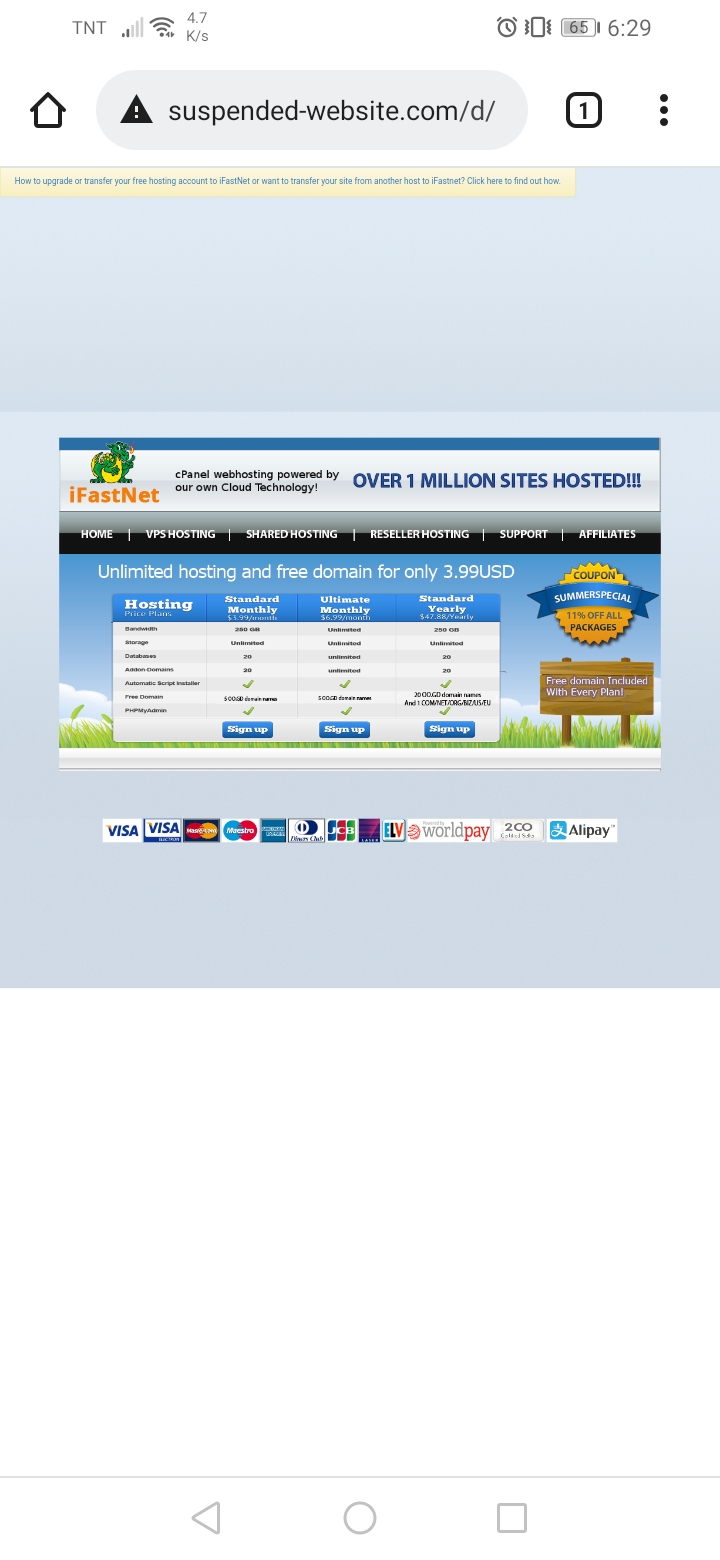 TNT 4.7 K/s 65 6:29
suspended-website.com/d/ 1
How to upgrade or transfer your free hosting account to iFastNet or want to transfer your site from another host to iFastnet? Click here to find out how.
iFastNet
cPanel webhosting powered by
our own Cloud Technology!
OVER 1 MILLION SITES HOSTED!!!
HOME | VPS HOSTING | SHARED HOSTING | RESELLER HOSTING | SUPPORT | AFFILIATES
Unlimited hosting and free domain for only 3.99USD
COUPON
SUMMERSPECIAL
11% OFF ALL
PACKAGES
Free domain Included
With Every Plan!
Hosting Price Plans
Standard Monthly $3.99/month
Ultimate Monthly $6.99/month
Standard Yearly $47.88/Yearly
Bandwidth 250 GB Unlimited 250 GB
Storage Unlimited Unlimited Unlimited
Databases 20 unlimited 20
Addon-Domains 20 unlimited 20
Automatic Script Installer
Free Domain 5 OO.GD domain names 5 OO.GD domain names 20 OO.GD domain names
And 1 COM/NET/ORG/BIZ/US/EU
PHPMyAdmin
Sign up Sign up Sign up
VISA VISA ELECTRON MasterCard Maestro AMERICAN EXPRESS Diners Club JCB LASER ELV Powered by worldpay 2CO Certified Seller Alipay™